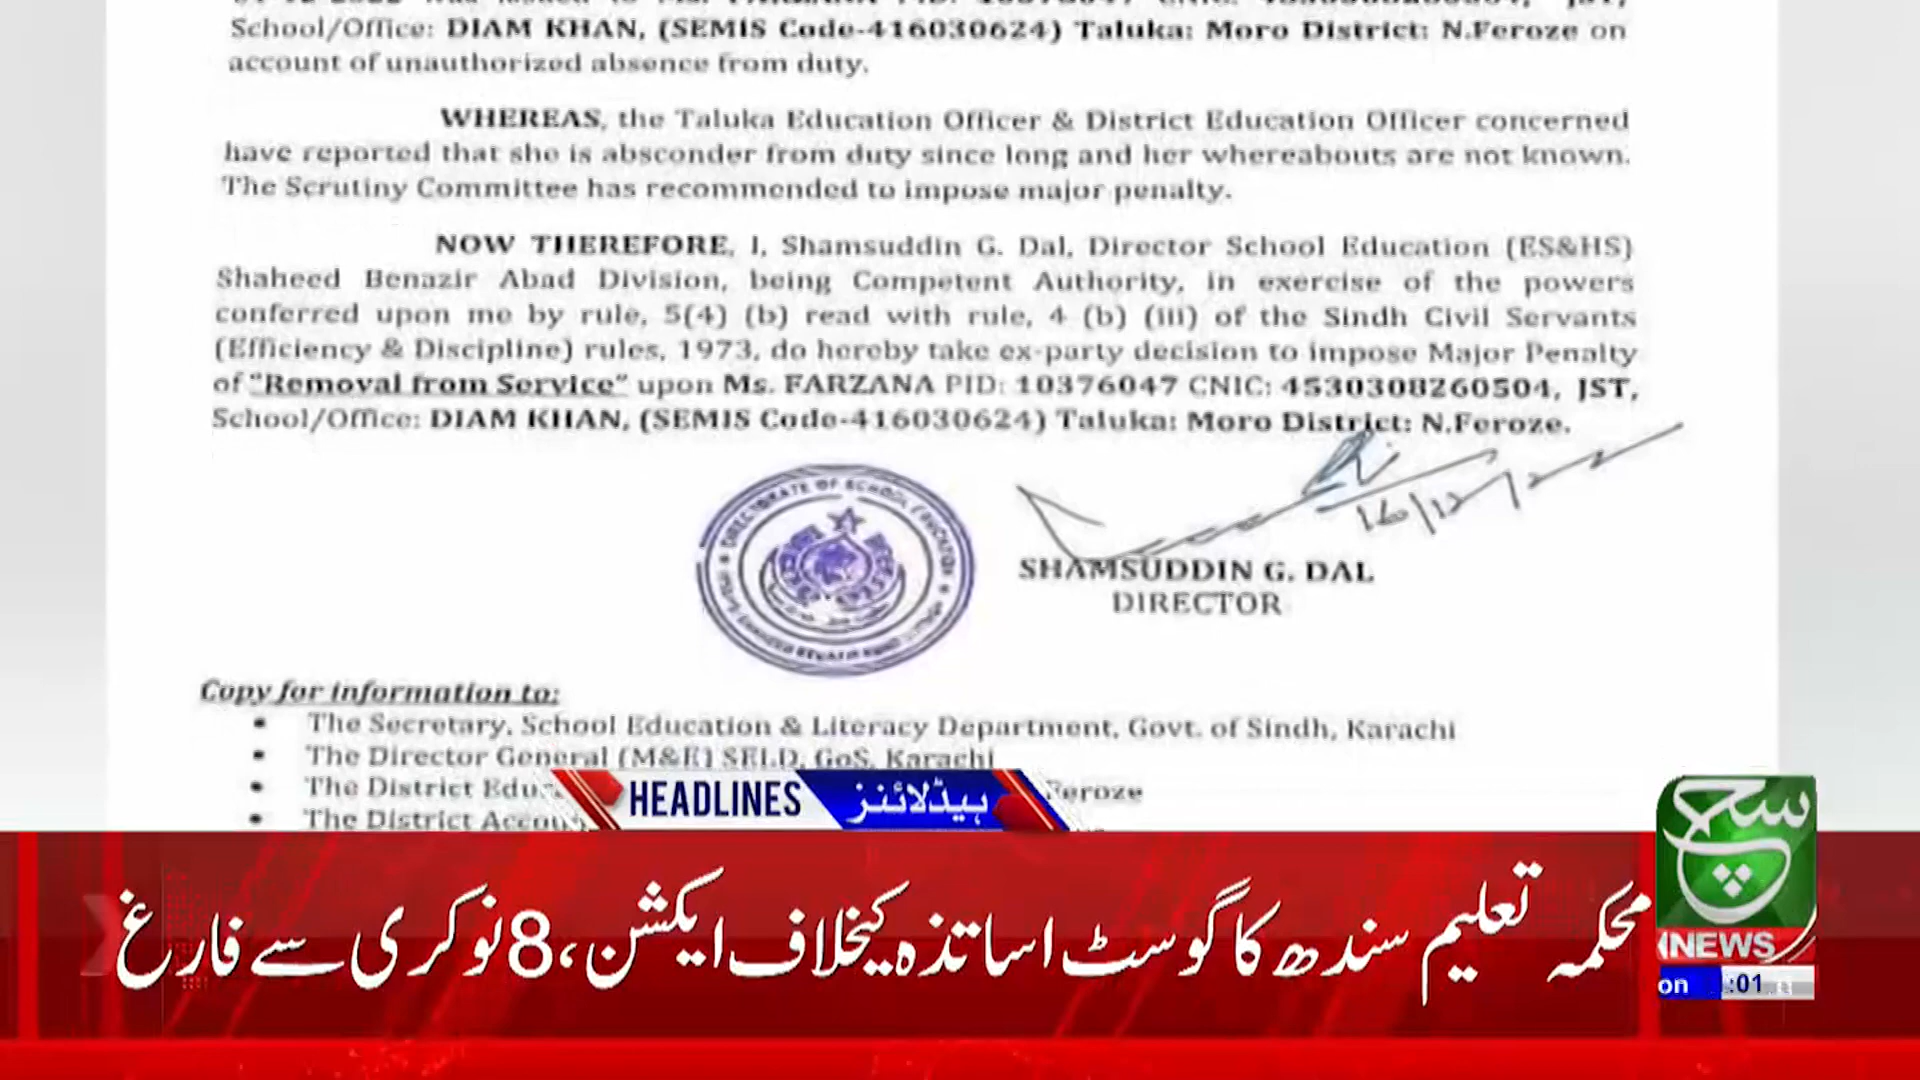 School/Office: DIAM KHAN, (SEMIS Code-416030624) Taluka: Moro District: N.Feroze on
account of unauthorized absence from duty.
WHEREAS, the Taluka Education Officer & District Education Officer concerned
have reported that she is absconder from duty since long and her whereabouts are not known.
The Scrutiny Committee has recommended to impose major penalty.
NOW THEREFORE, I, Shamsuddin G. Dal, Director School Education (ES&HS)
Shaheed Benazir Abad Division, being Competent Authority, in exercise of the powers
conferred upon me by rule, 5(4) (b) read with rule, 4 (b) (iii) of the Sindh Civil Servants
(Efficiency & Discipline) rules, 1973, do hereby take ex-party decision to impose Major Penalty
of "Removal from Service" upon Ms. FARZANA PID: 10376047 CNIC: 4530308260504, JST,
School/Office: DIAM KHAN, (SEMIS Code-416030624) Taluka: Moro District: N.Feroze.
DIRECTORATE OF SCHOOL EDUCATION
16/12/22
SHAMSUDDIN G. DAL
DIRECTOR
Copy for information to:
• The Secretary, School Education & Literacy Department, Govt. of Sindh, Karachi
• The Director General (M&E) SELD, GoS, Karachi
• The District Feroze
• The District
HEADLINES ہیڈلائنز
محکمہ تعلیم سندھ کا گوسٹ اساتذہ کیخلاف ایکشن، 8 نوکری سے فارغ
سچ
NEWS
on :01